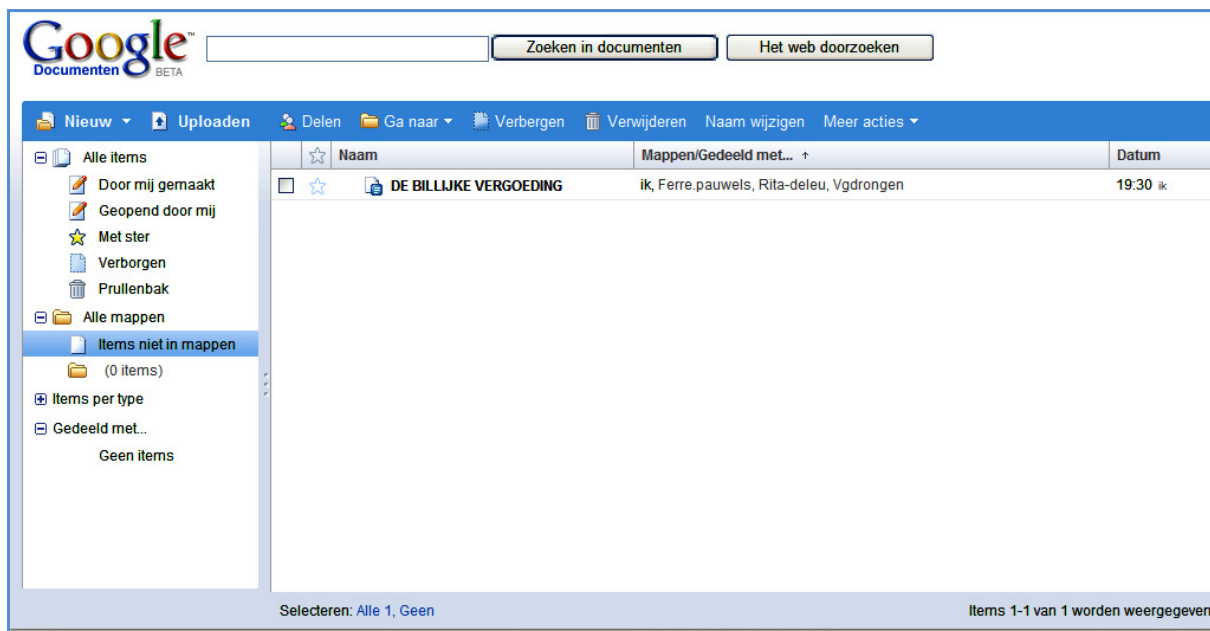 Google™
Documenten BETA
Zoeken in documenten
Het web doorzoeken
Nieuw
Uploaden
Delen
Ga naar
Verbergen
Verwijderen
Naam wijzigen
Meer acties
Alle items
Door mij gemaakt
Geopend door mij
Met ster
Verborgen
Prullenbak
Alle mappen
Items niet in mappen
(0 items)
Items per type
Gedeeld met...
Geen items
Naam
Mappen/Gedeeld met... ↑
Datum
DE BILLIJKE VERGOEDING
ik, Ferre.pauwels, Rita-deleu, Vgdrongen
19:30 ik
Selecteren: Alle 1, Geen
Items 1-1 van 1 worden weergegeven